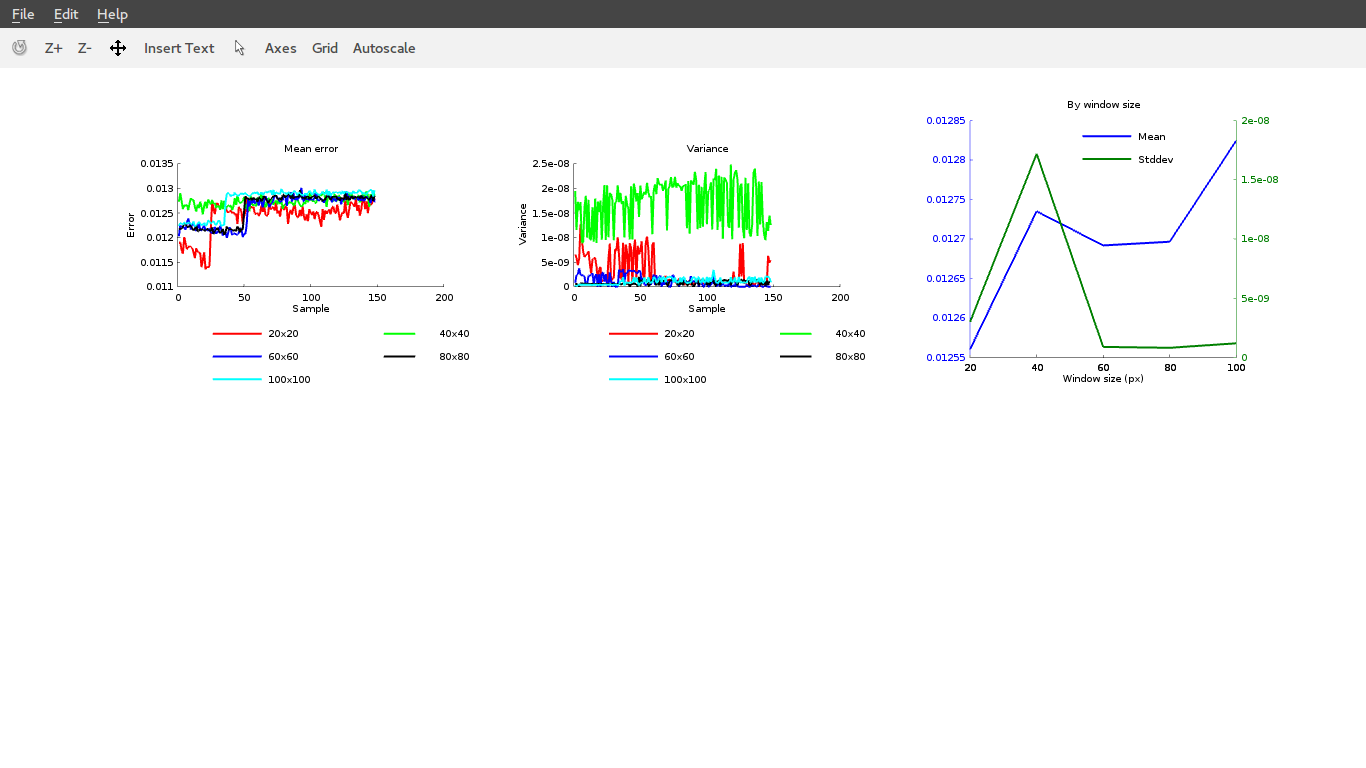 File Edit Help
Z+ Z- Insert Text Axes Grid Autoscale
Mean error
0.0135
0.013
0.0125
0.012
0.0115
0.011
Error
0 50 100 150 200
Sample
20x20 40x40
60x60 80x80
100x100
Variance
2.5e-08
2e-08
1.5e-08
1e-08
5e-09
0
Variance
0 50 100 150 200
Sample
20x20 40x40
60x60 80x80
100x100
By window size
0.01285
0.0128
0.01275
0.0127
0.01265
0.0126
0.01255
Mean
Stddev
2e-08
1.5e-08
1e-08
5e-09
0
20 40 60 80 100
Window size (px)